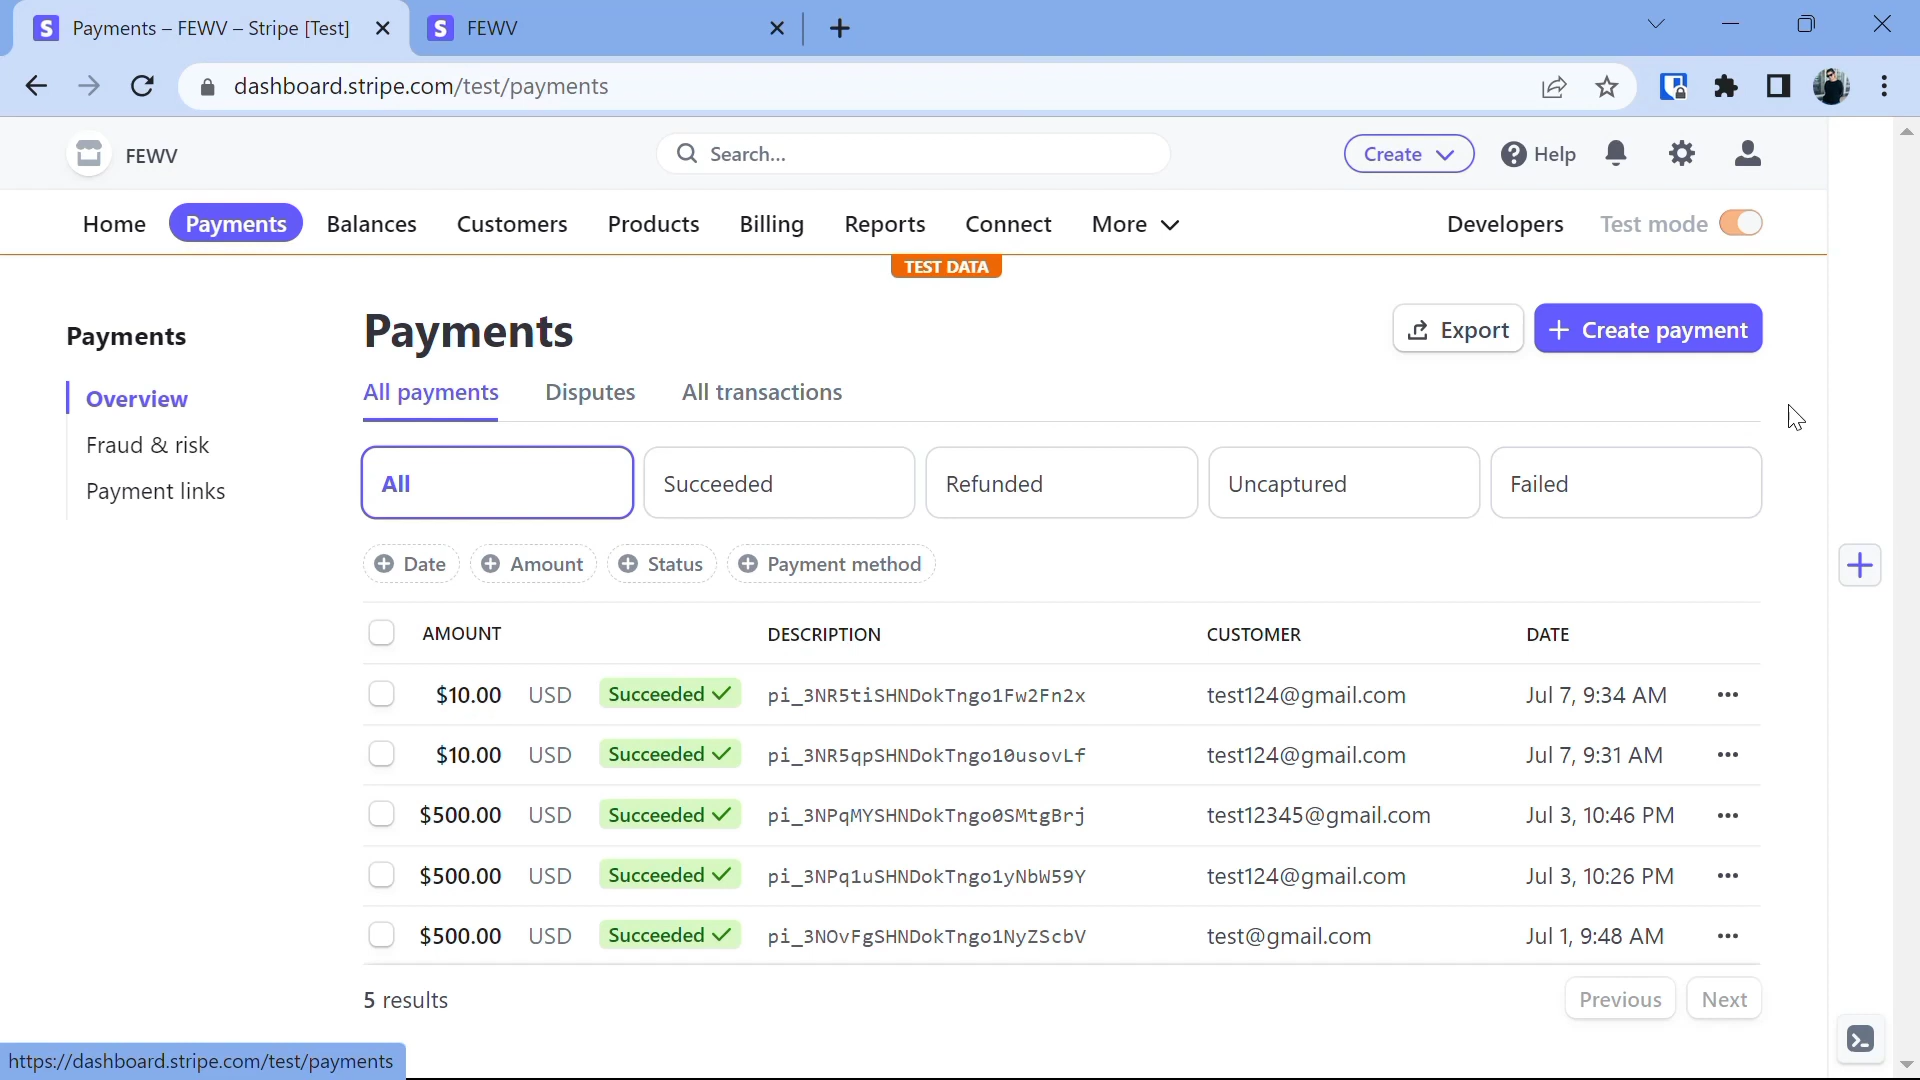 Payments – FEWV – Stripe [Test]
FEWV
dashboard.stripe.com/test/payments
FEWV
Search...
Create
Help
Home
Payments
Balances
Customers
Products
Billing
Reports
Connect
More
Developers
Test mode
TEST DATA
Payments
Overview
Fraud & risk
Payment links
Payments
Export
Create payment
All payments
Disputes
All transactions
All
Succeeded
Refunded
Uncaptured
Failed
Date
Amount
Status
Payment method
AMOUNT DESCRIPTION CUSTOMER DATE
$10.00 USD Succeeded pi_3NR5tiSHNDokTngo1Fw2Fn2x test124@gmail.com Jul 7, 9:34 AM
$10.00 USD Succeeded pi_3NR5qpSHNDokTngo10usovLf test124@gmail.com Jul 7, 9:31 AM
$500.00 USD Succeeded pi_3NPqMYSHNDokTngo0SMtgBrj test12345@gmail.com Jul 3, 10:46 PM
$500.00 USD Succeeded pi_3NPq1uSHNDokTngo1yNbW59Y test124@gmail.com Jul 3, 10:26 PM
$500.00 USD Succeeded pi_3NOvFgSHNDokTngo1NyZScbV test@gmail.com Jul 1, 9:48 AM
5 results
Previous
Next
https://dashboard.stripe.com/test/payments